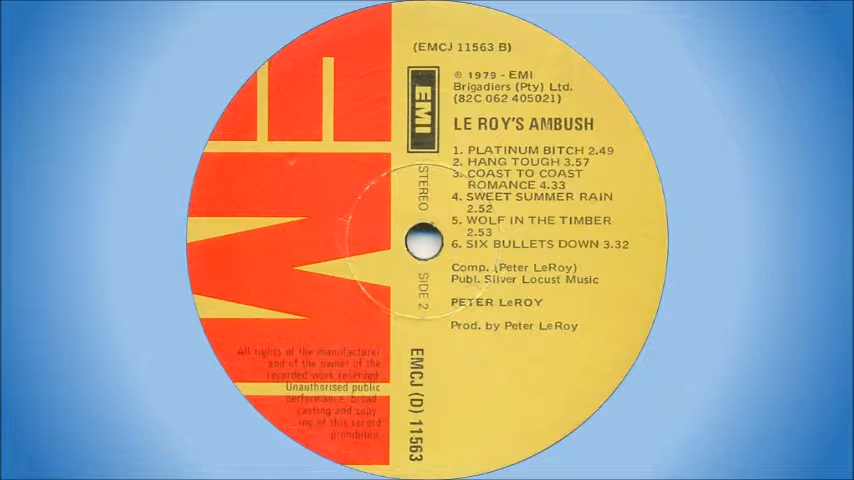 (EMCJ 11563 B)
℗ 1979 - EMI
Brigadiers (Pty) Ltd.
(82C 062 405021)
EMI
LE ROY'S AMBUSH
1. PLATINUM BITCH 2.49
2. HANG TOUGH 3.57
3. COAST TO COAST
ROMANCE 4.33
4. SWEET SUMMER RAIN
2.52
5. WOLF IN THE TIMBER
2.53
6. SIX BULLETS DOWN 3.32
STEREO
SIDE 2
Comp. (Peter LeRoy)
Publ. Silver Locust Music
PETER LeROY
Prod. by Peter LeRoy
EMCJ (D) 11563
EMI
All rights of the manufacturer
and of the owner of the
recorded work reserved.
Unauthorised public
performance, broad-
casting and copy-
ing of this record
prohibited.